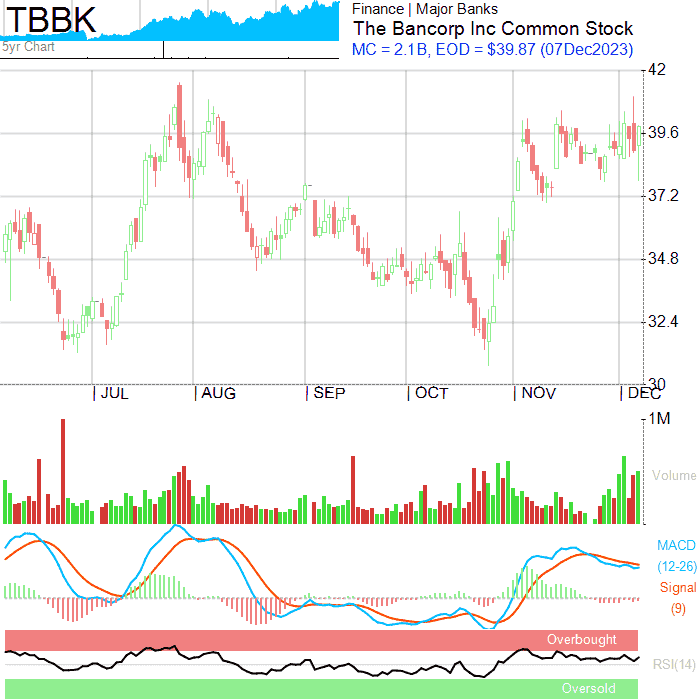 TBBK
5yr Chart
Finance | Major Banks
The Bancorp Inc Common Stock
MC = 2.1B, EOD = $39.87 (07Dec2023)
42
39.6
37.2
34.8
32.4
30
JUL AUG SEP OCT NOV DEC
1M
Volume
MACD
(12-26)
Signal
(9)
Overbought
RSI(14)
Oversold